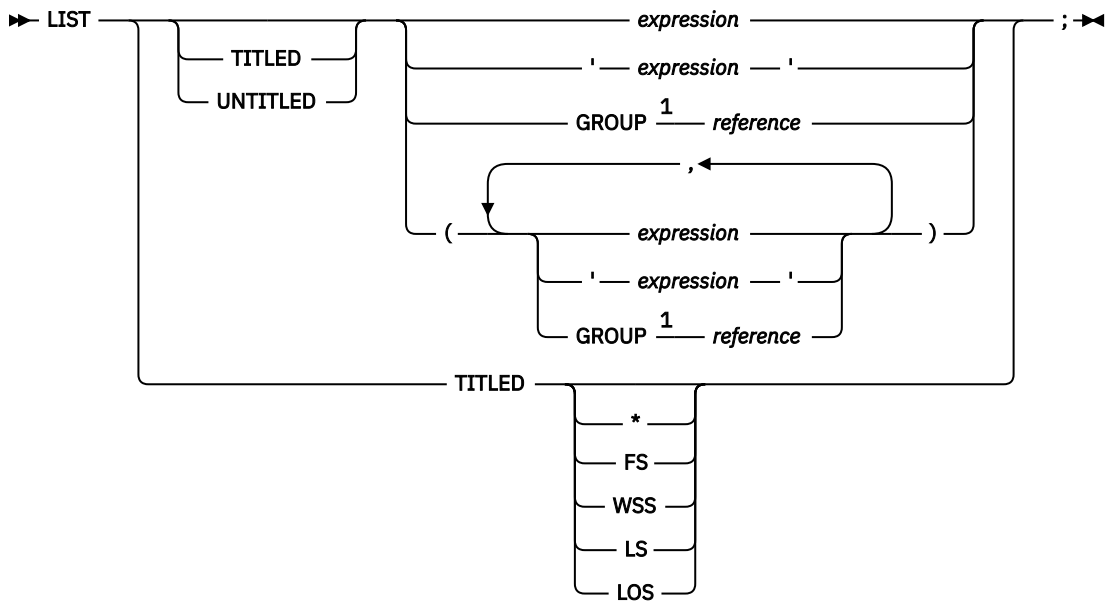 LIST expression ;
TITLED ' expression '
UNTITLED
GROUP 1 reference
,
( expression )
' expression '
GROUP 1 reference
TITLED
*
FS
WSS
LS
LOS